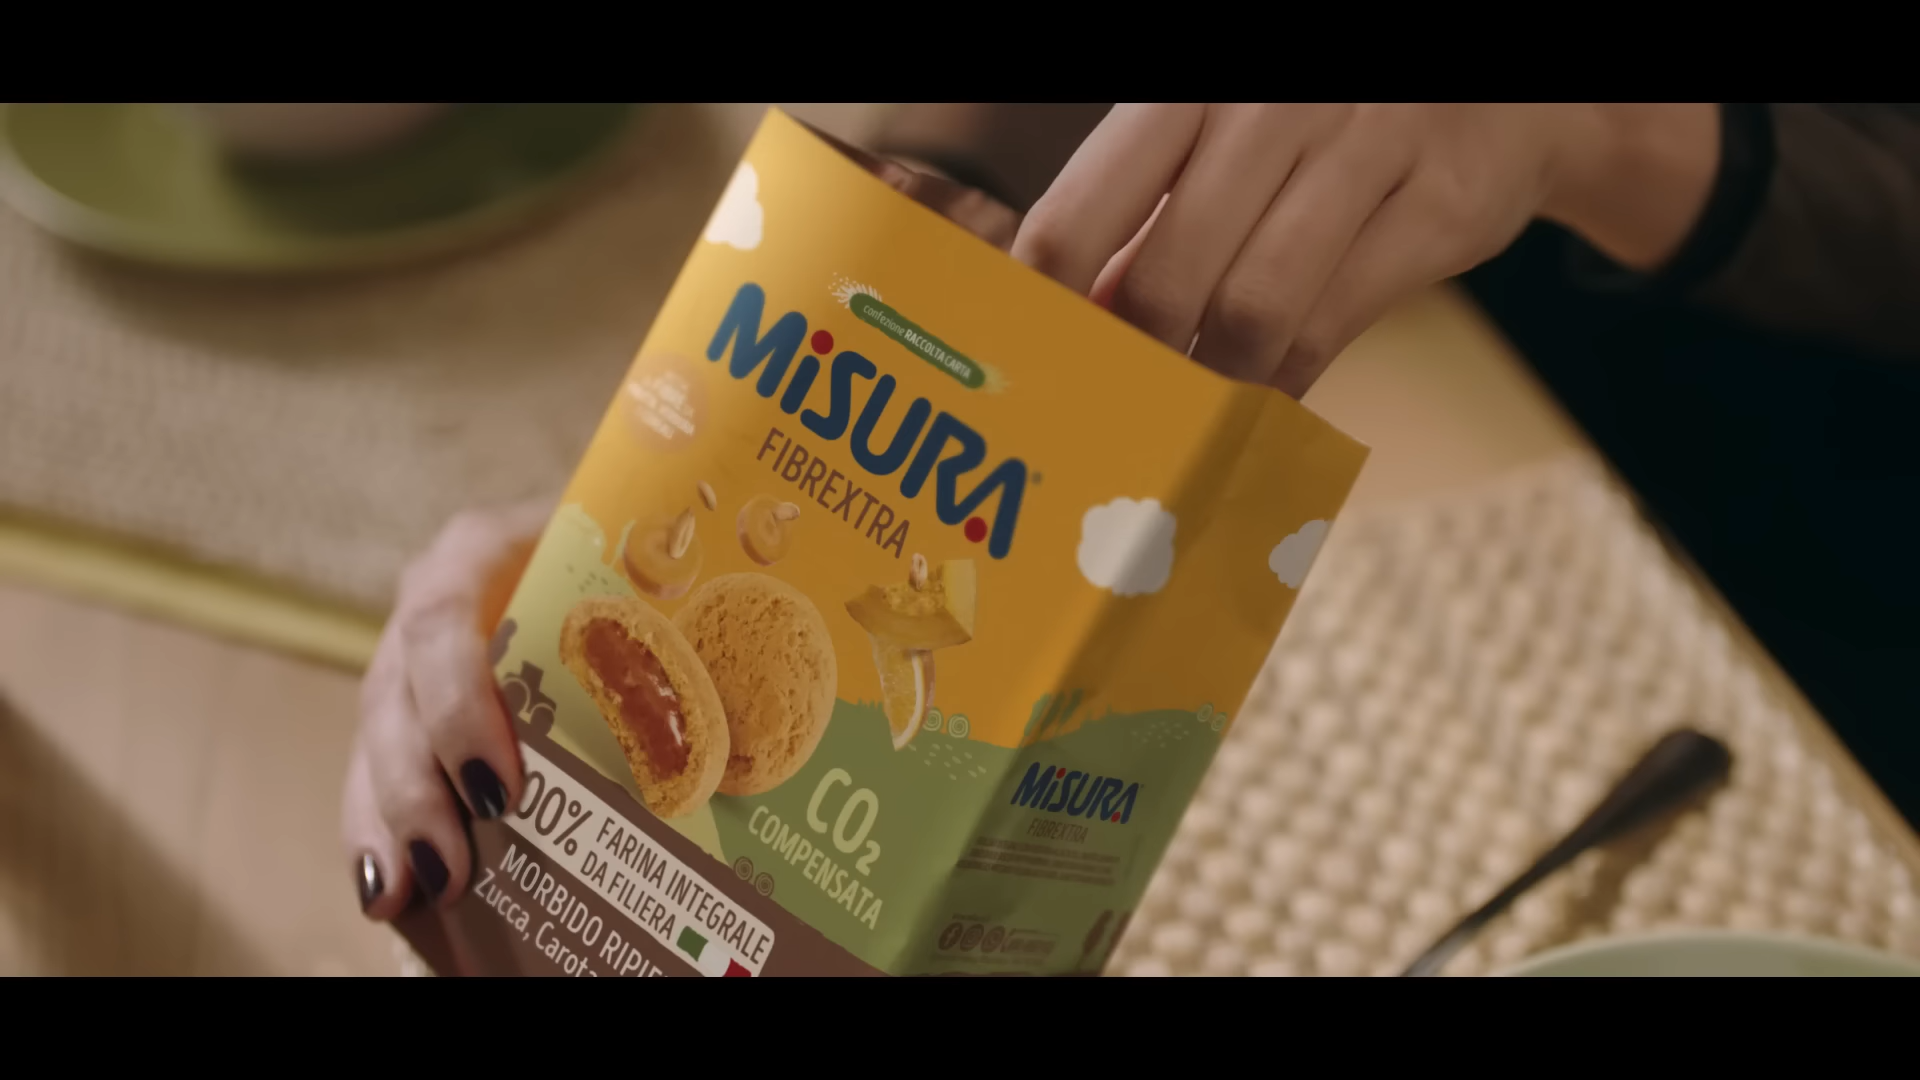 confezione RACCOLTA CARTA
MiSURA
FIBREXTRA
CO₂
COMPENSATA
00% FARINA INTEGRALE
DA FILIERA
MORBIDO RIPIE
Zucca, Carota
MiSURA
FIBREXTRA